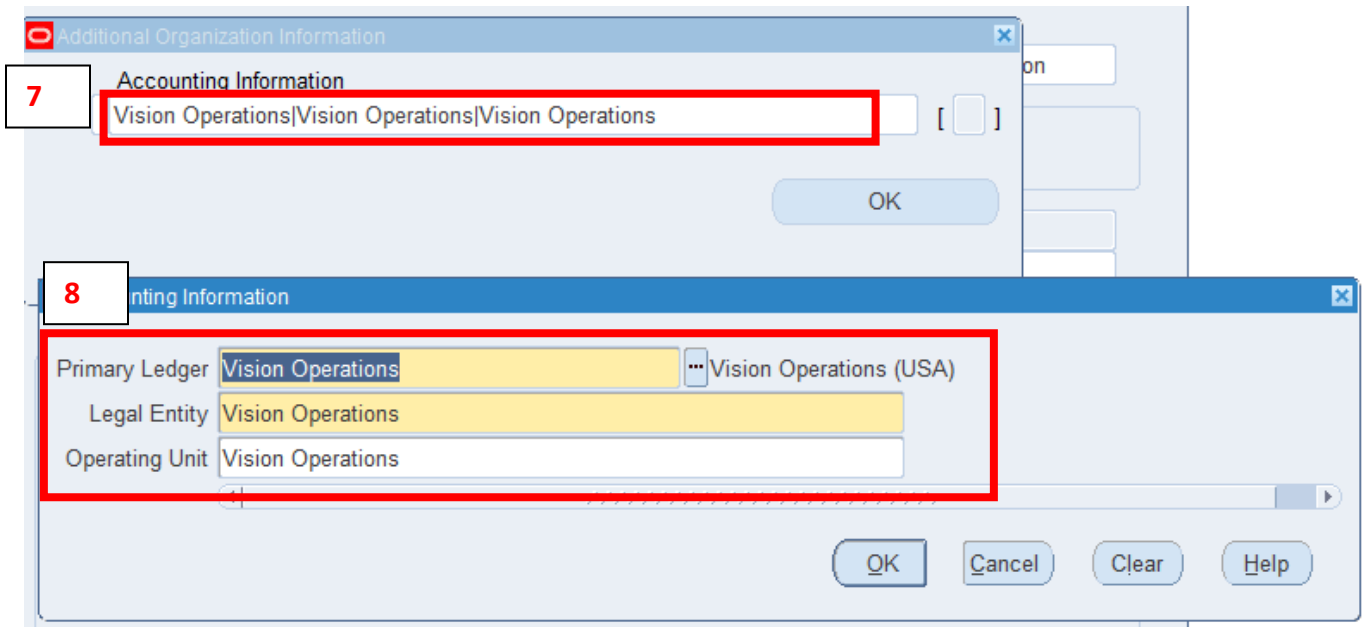 Additional Organization Information
on
7
Accounting Information
Vision Operations|Vision Operations|Vision Operations
[ ]
OK
8
nting Information
Primary Ledger Vision Operations ... Vision Operations (USA)
Legal Entity Vision Operations
Operating Unit Vision Operations
OK Cancel Clear Help